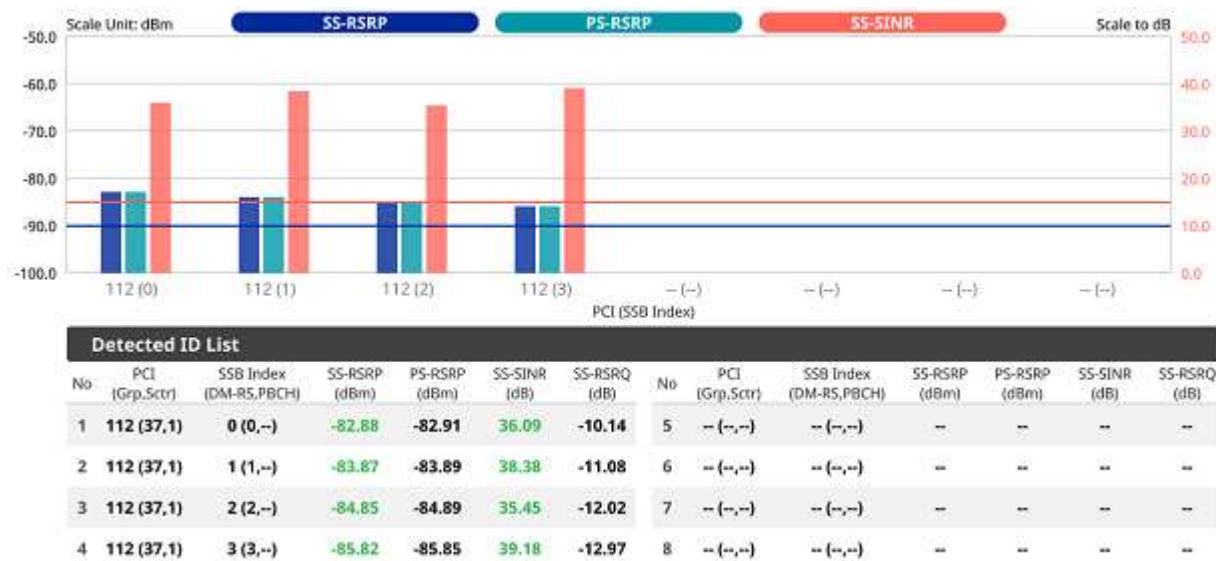 Scale Unit: dBm SS-RSRP PS-RSRP SS-SINR Scale to dB
-50.0 50.0
-60.0 40.0
-70.0 30.0
-80.0 20.0
-90.0 10.0
-100.0 0.0
112 (0) 112 (1) 112 (2) 112 (3) -- (--) -- (--) -- (--) -- (--)
PCI (SSB Index)
Detected ID List
No PCI (Grp,Sctr) SSB Index (DM-RS,PBCH) SS-RSRP (dBm) PS-RSRP (dBm) SS-SINR (dB) SS-RSRQ (dB) No PCI (Grp,Sctr) SSB Index (DM-RS,PBCH) SS-RSRP (dBm) PS-RSRP (dBm) SS-SINR (dB) SS-RSRQ (dB)
1 112 (37,1) 0 (0,--) -82.88 -82.91 36.09 -10.14 5 -- (--,--) -- (--,--) -- -- -- --
2 112 (37,1) 1 (1,--) -83.87 -83.89 38.38 -11.08 6 -- (--,--) -- (--,--) -- -- -- --
3 112 (37,1) 2 (2,--) -84.85 -84.89 35.45 -12.02 7 -- (--,--) -- (--,--) -- -- -- --
4 112 (37,1) 3 (3,--) -85.82 -85.85 39.18 -12.97 8 -- (--,--) -- (--,--) -- -- -- --